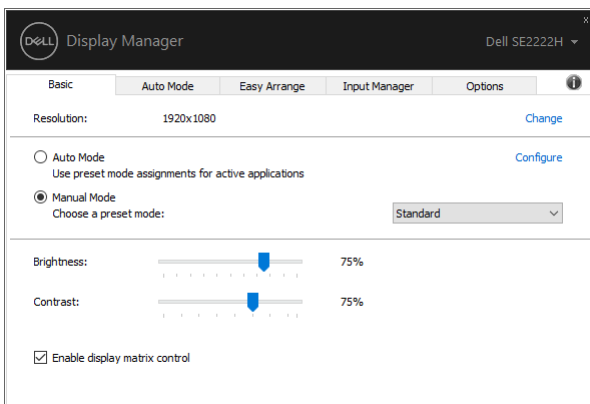 DELL Display Manager
Dell SE2222H
x
Basic
Auto Mode
Easy Arrange
Input Manager
Options
i
Resolution: 1920x1080 Change
Auto Mode Configure
Use preset mode assignments for active applications
Manual Mode
Choose a preset mode: Standard
Brightness: 75%
Contrast: 75%
Enable display matrix control